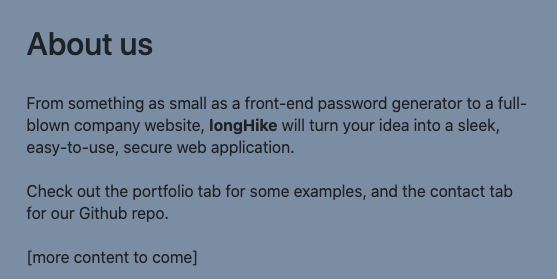 About us
From something as small as a front-end password generator to a full-
blown company website, longHike will turn your idea into a sleek,
easy-to-use, secure web application.
Check out the portfolio tab for some examples, and the contact tab
for our Github repo.
[more content to come]